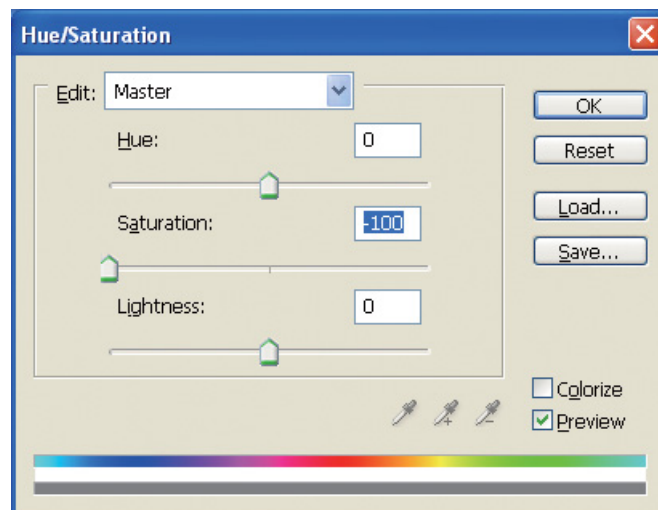 Hue/Saturation
Edit: Master
OK
Hue: 0
Reset
Saturation: -100
Load...
Save...
Lightness: 0
Colorize
Preview